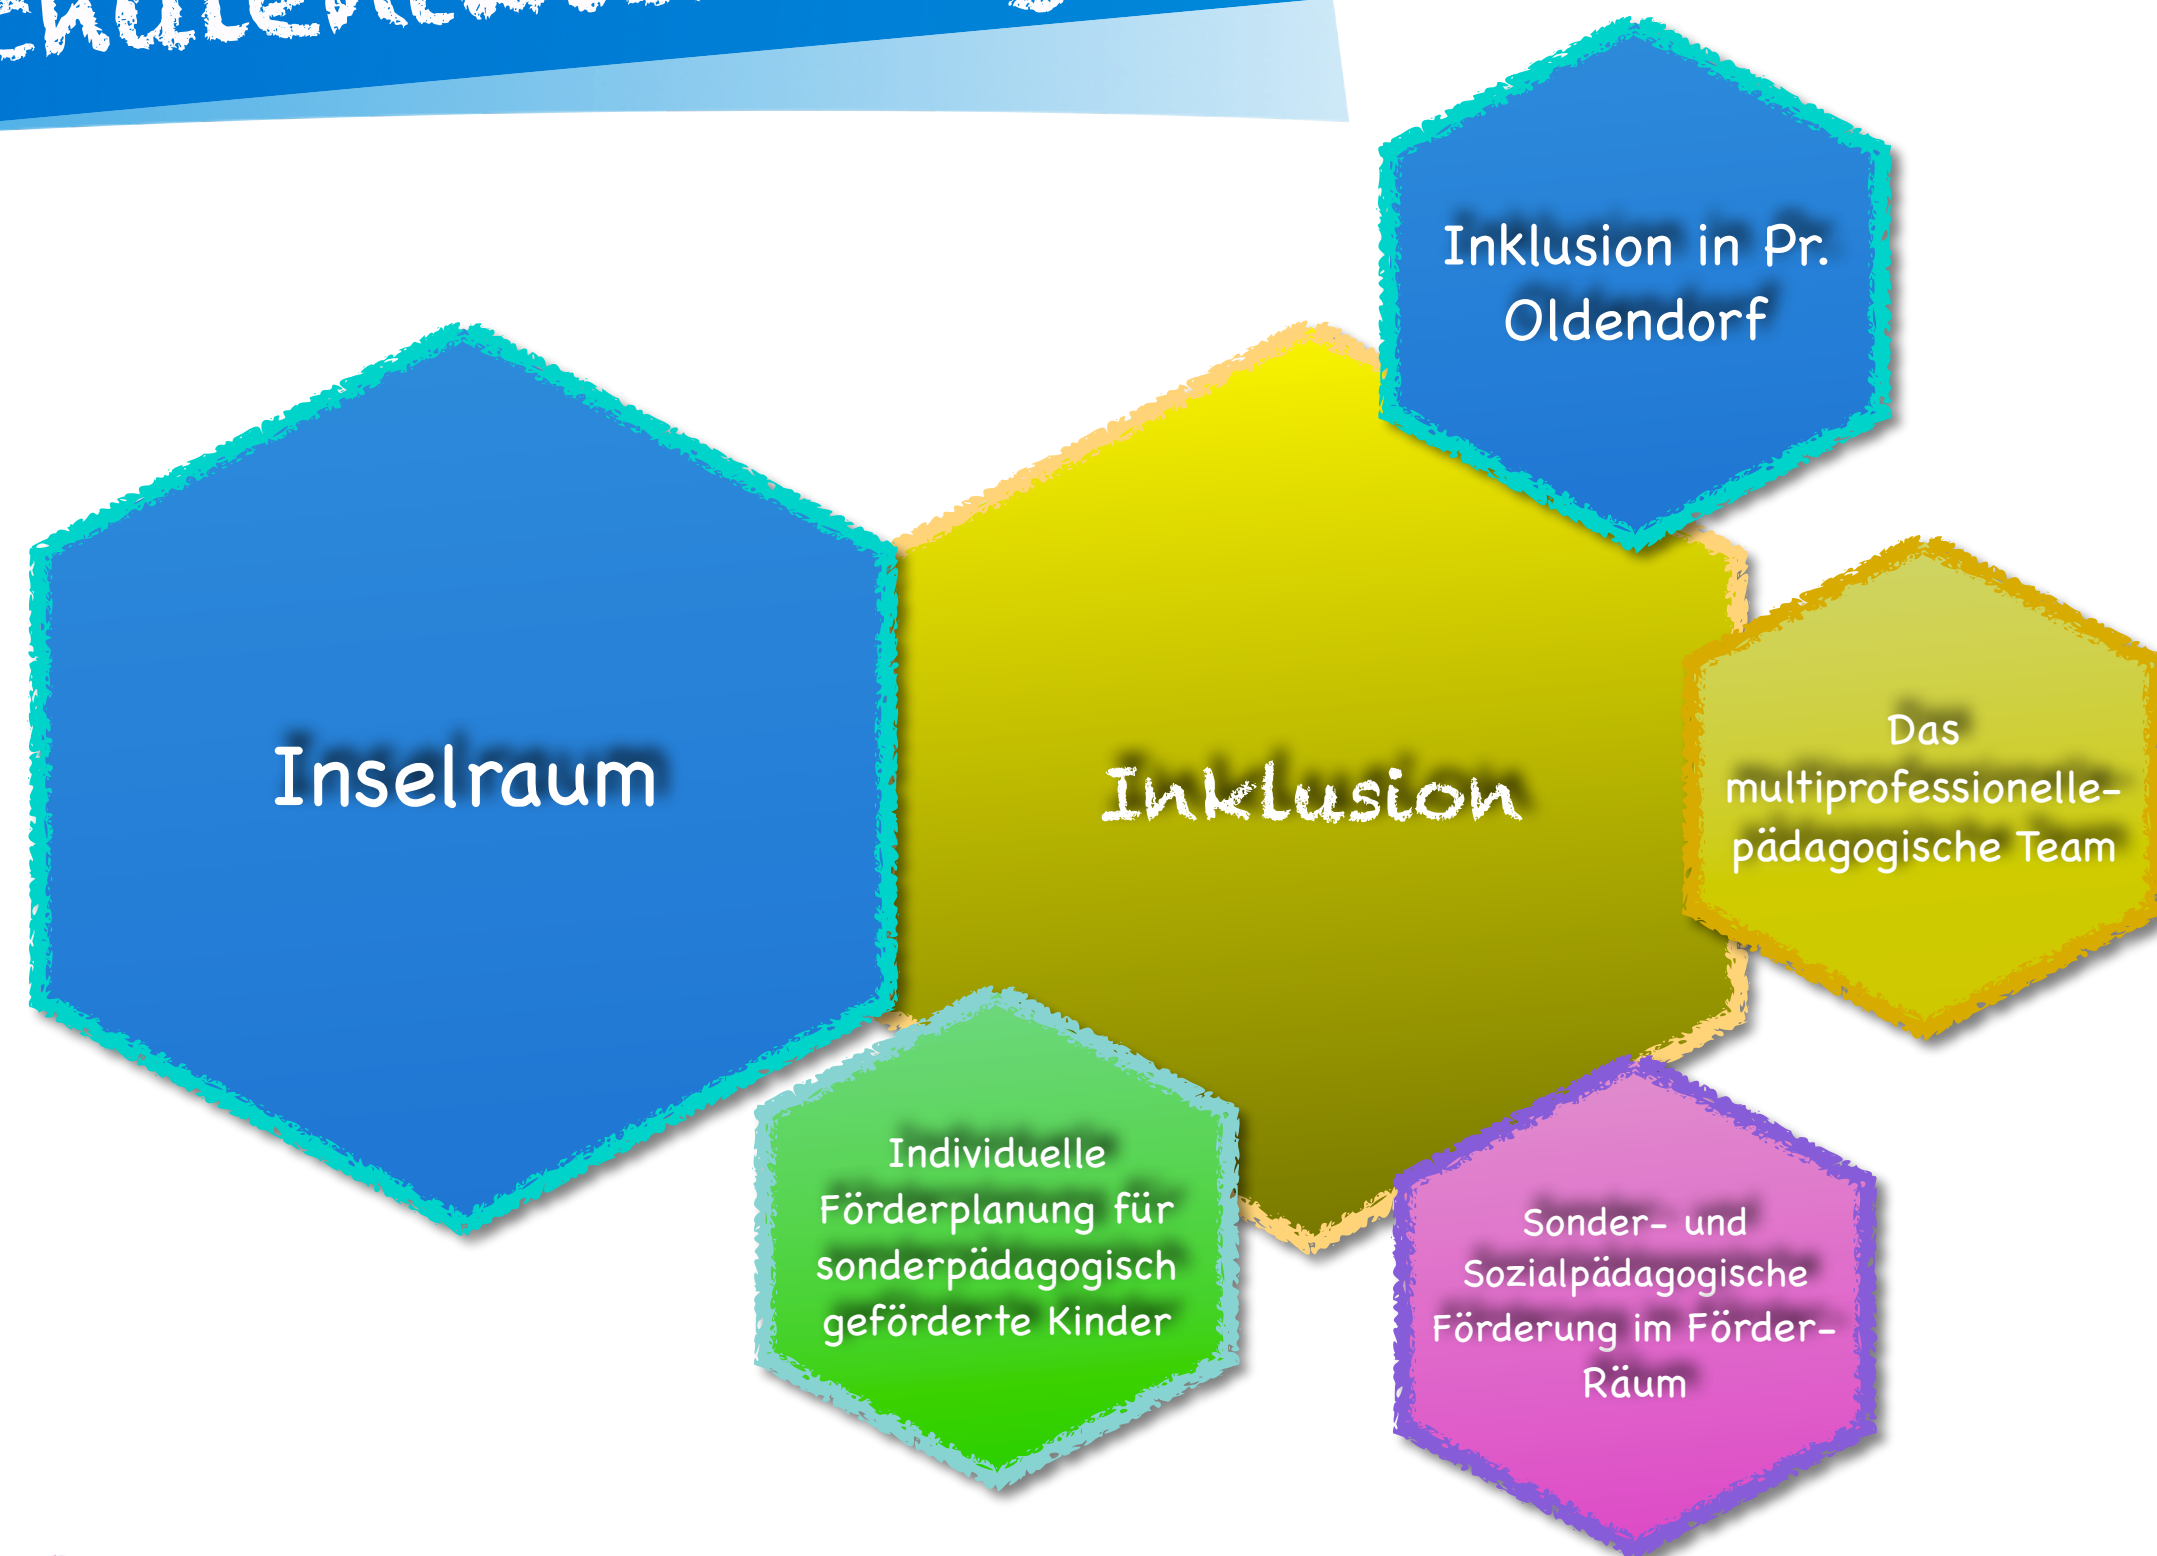 Inklusion in Pr.
Oldendorf
Inselraum
Inklusion
Das
multiprofessionelle-
pädagogische Team
Individuelle
Förderplanung für
sonderpädagogisch
geförderte Kinder
Sonder- und
Sozialpädagogische
Förderung im Förder-
Räum